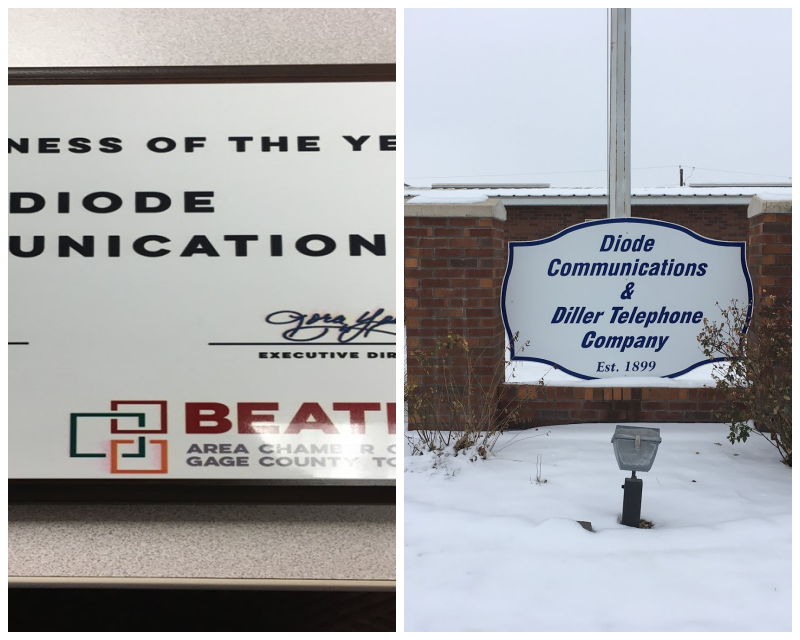 NESS OF THE YE
DIODE
UNICATION
EXECUTIVE DIR
BEAT
AREA CHAMBER
GAGE COUNTY TO
Diode
Communications
&
Diller Telephone
Company
Est. 1899